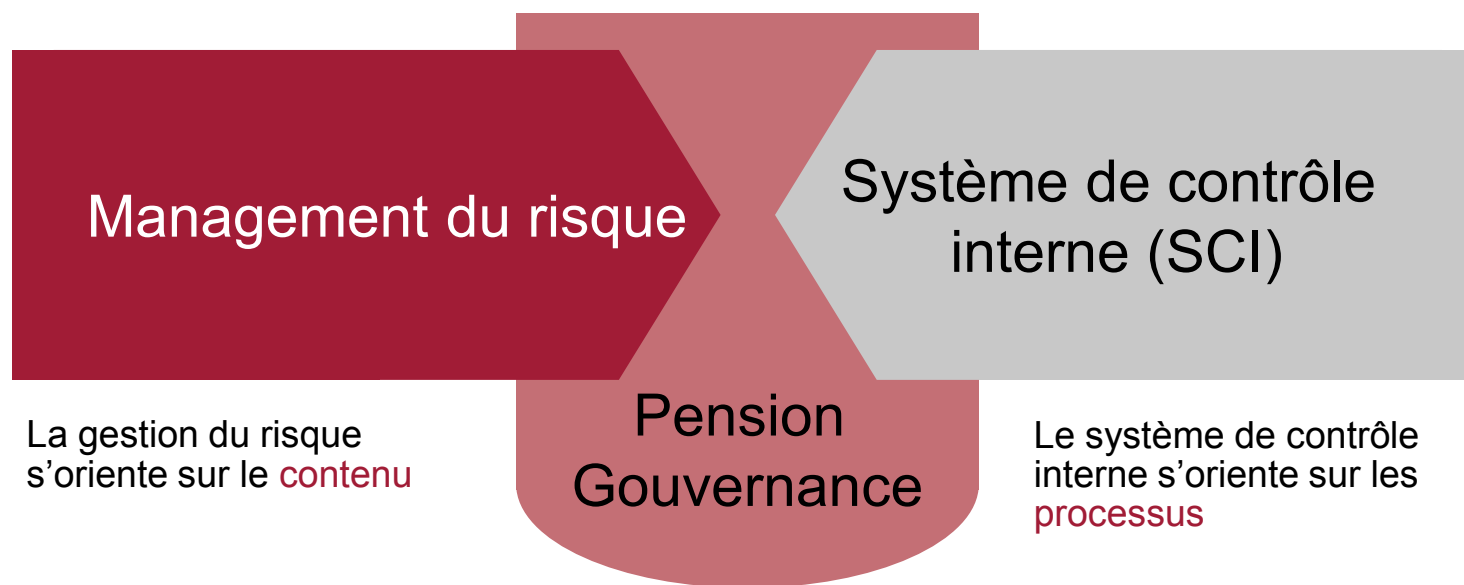 Management du risque
Système de contrôle
interne (SCI)
Pension
Gouvernance
La gestion du risque
s’oriente sur le contenu
Le système de contrôle
interne s’oriente sur les
processus